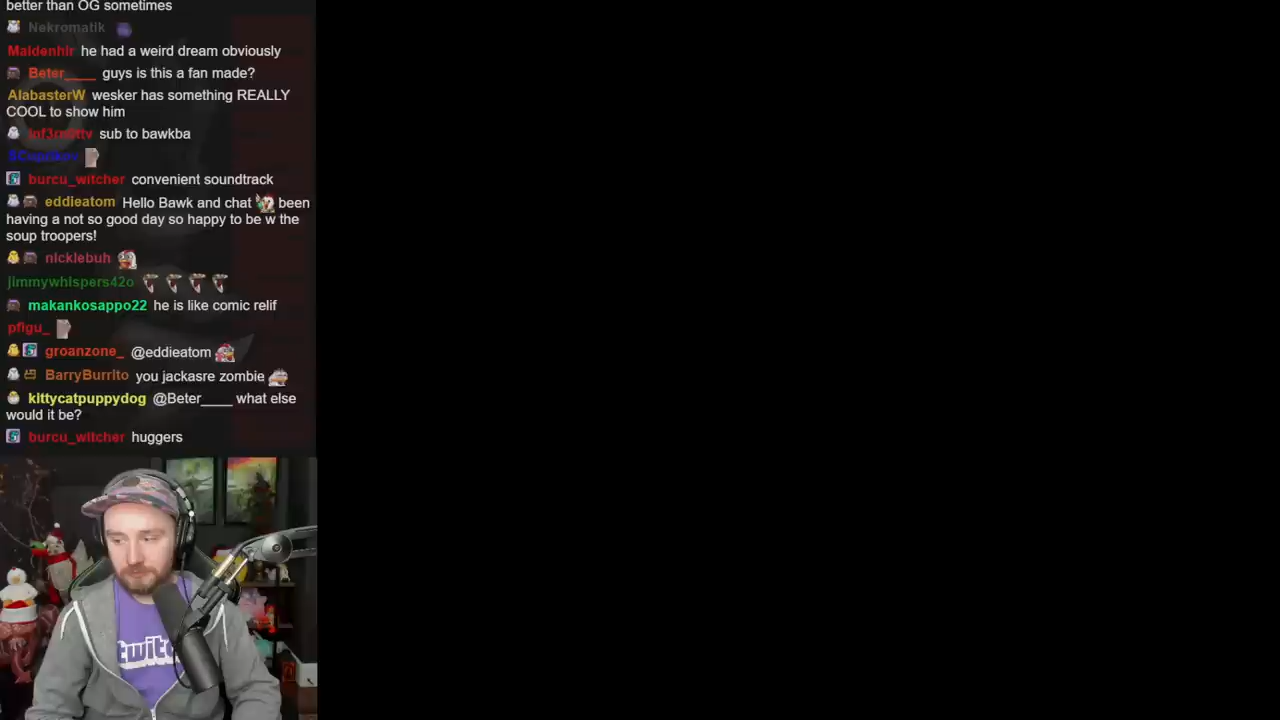 better than OG sometimes
Nekromatik
Maldenhir he had a weird dream obviously
Beter____ guys is this a fan made?
AlabasterW wesker has something REALLY
COOL to show him
sub to bawkba
burcu_witcher convenient soundtrack
eddieatom Hello Bawk and chat been
having a not so good day so happy to be w the
soup troopers!
nicklebuh
jimmywhispers42o
makankosappo22 he is like comic relif
pfigu_
groanzone_ @eddieatom
BarryBurrito you jackasre zombie
kittycatpuppydog @Beter____ what else
would it be?
burcu_witcher huggers
twitc